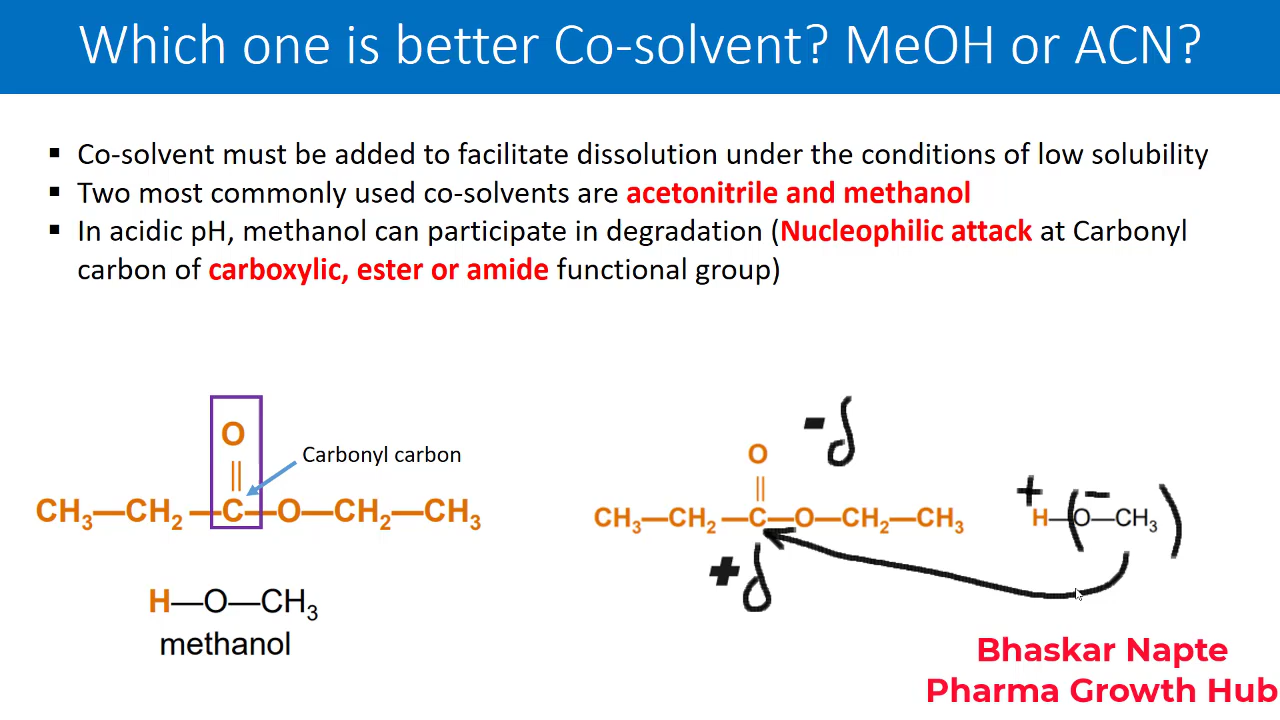 Which one is better Co-solvent? MeOH or ACN?
▪ Co-solvent must be added to facilitate dissolution under the conditions of low solubility
▪ Two most commonly used co-solvents are acetonitrile and methanol
▪ In acidic pH, methanol can participate in degradation (Nucleophilic attack at Carbonyl
carbon of carboxylic, ester or amide functional group)
O
||
Carbonyl carbon
CH₃—CH₂—C—O—CH₂—CH₃
H—O—CH₃
methanol
-δ
O
||
CH₃—CH₂—C—O—CH₂—CH₃
+δ
+ −
H—(O—CH₃)
Bhaskar Napte
Pharma Growth Hub